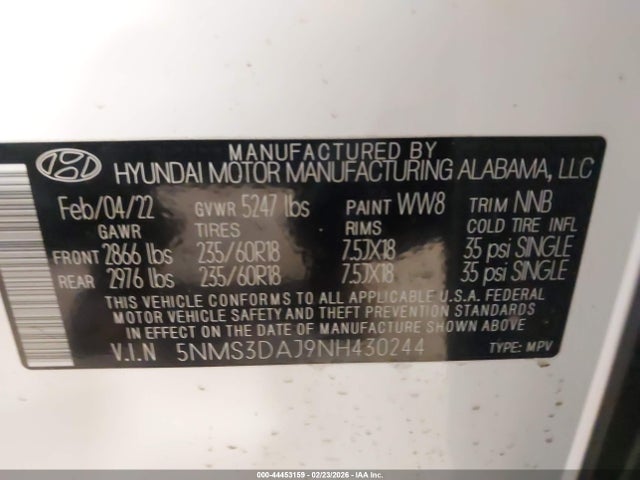 MANUFACTURED BY
HYUNDAI MOTOR MANUFACTURING ALABAMA, LLC
Feb/04/22 GVWR 5247 lbs PAINT WW8 TRIM NNB
GAWR TIRES RIMS COLD TIRE INFL
FRONT 2866 lbs 235/60R18 7.5JX18 35 psi SINGLE
REAR 2976 lbs 235/60R18 7.5JX18 35 psi SINGLE
THIS VEHICLE CONFORMS TO ALL APPLICABLE U.S.A. FEDERAL
MOTOR VEHICLE SAFETY AND THEFT PREVENTION STANDARDS
IN EFFECT ON THE DATE OF MANUFACTURE SHOWN ABOVE.
V.I.N 5NMS3DAJ9NH430244 TYPE: MPV
000-44453159 - 02/23/2026 - © IAA, Inc.